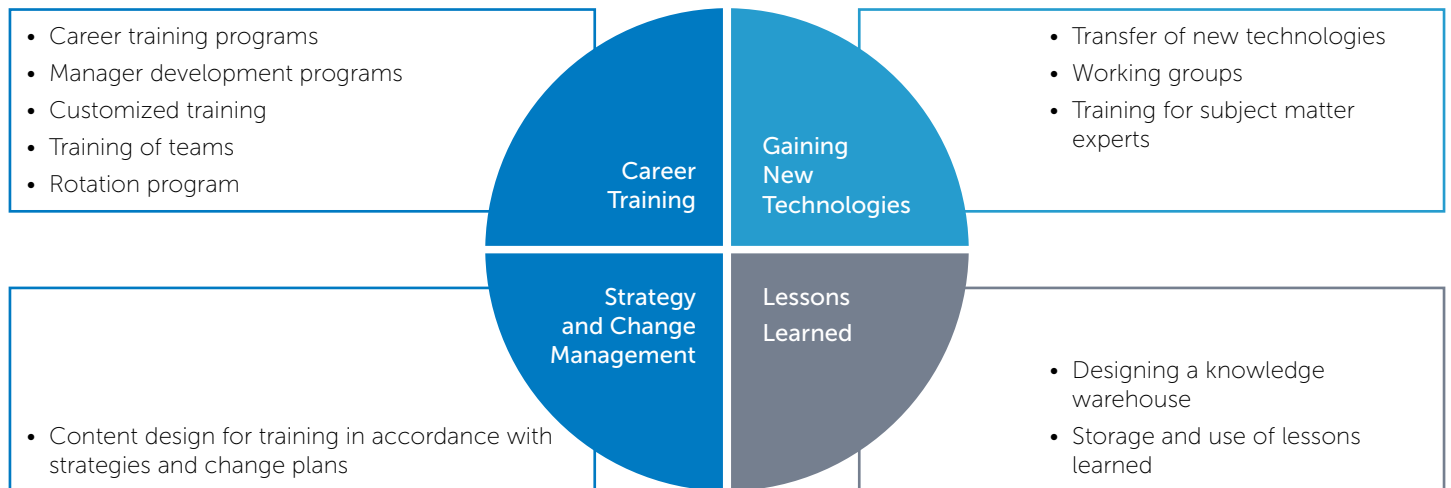 • Career training programs
• Manager development programs
• Customized training
• Training of teams
• Rotation program
Career
Training
Gaining
New
Technologies
• Transfer of new technologies
• Working groups
• Training for subject matter
experts
• Content design for training in accordance with
strategies and change plans
Strategy
and Change
Management
Lessons
Learned
• Designing a knowledge
warehouse
• Storage and use of lessons
learned